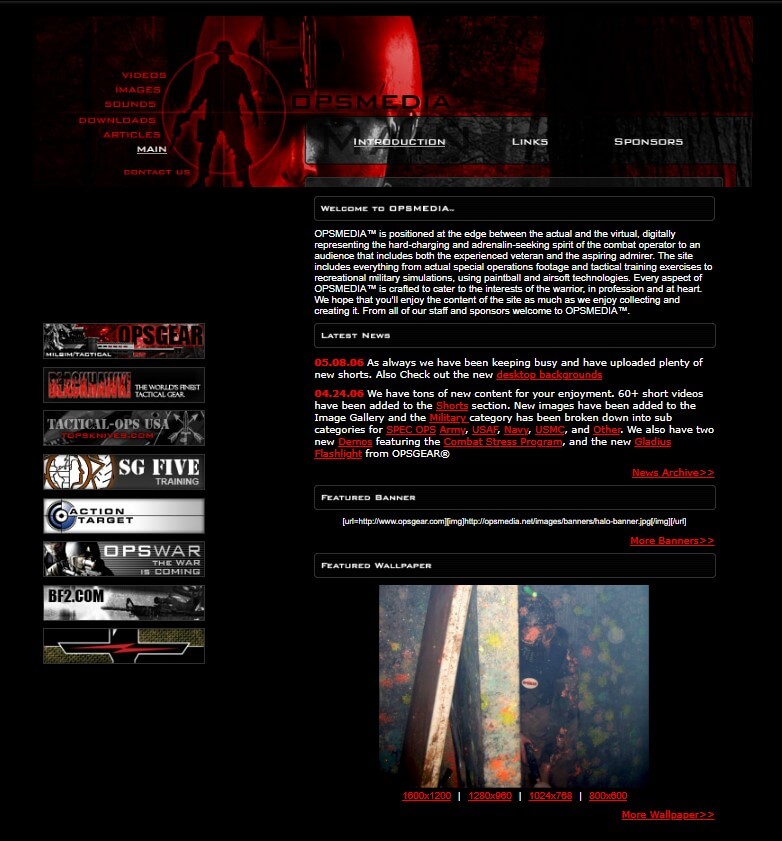 VIDEOS
IMAGES
SOUNDS
DOWNLOADS
ARTICLES
MAIN
CONTACT US
OPSMEDIA
INTRODUCTION
LINKS
SPONSORS
WELCOME TO OPSMEDIA..
OPSMEDIA™ is positioned at the edge between the actual and the virtual, digitally
representing the hard-charging and adrenalin-seeking spirit of the combat operator to an
audience that includes both the experienced veteran and the aspiring admirer. The site
includes everything from actual special operations footage and tactical training exercises to
recreational military simulations, using paintball and airsoft technologies. Every aspect of
OPSMEDIA™ is crafted to cater to the interests of the warrior, in profession and at heart.
We hope that you'll enjoy the content of the site as much as we enjoy collecting and
creating it. From all of our staff and sponsors welcome to OPSMEDIA™.
LATEST NEWS
05.08.06 As always we have been keeping busy and have uploaded plenty of
new shorts. Also Check out the new desktop backgrounds
04.24.06 We have tons of new content for your enjoyment. 60+ short videos
have been added to the Shorts section. New images have been added to the
Image Gallery and the Military category has been broken down into sub
categories for SPEC OPS Army, USAF, Navy, USMC, and Other. We also have two
new Demos featuring the Combat Stress Program, and the new Gladius
Flashlight from OPSGEAR®
News Archive>>
FEATURED BANNER
[url=http://www.opsgear.com][img]http://opsmedia.net/images/banners/halo-banner.jpg[/img][/url]
More Banners>>
FEATURED WALLPAPER
1600x1200 | 1280x960 | 1024x768 | 800x600
More Wallpaper>>
OPSGEAR
MILSIM/TACTICAL
BLACKHAWK!
THE WORLD'S FINEST
TACTICAL GEAR.
TACTICAL-OPS USA
TOPSKNIVES.COM
SG FIVE
TRAINING
ACTION
TARGET
OPSWAR
THE WAR
IS COMING
BF2.COM